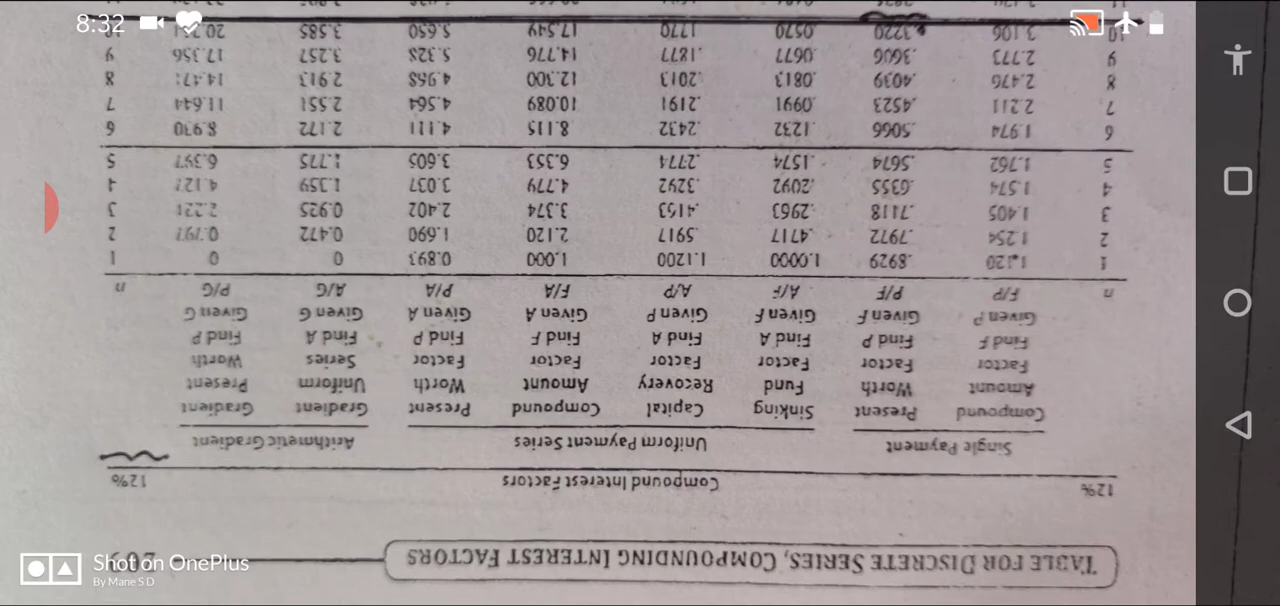 8:32
TABLE FOR DISCRETE SERIES, COMPOUNDING INTEREST FACTORS
12% Compound Interest Factors 12%
Single Payment Uniform Payment Series Arithmetic Gradient
Compound Present Sinking Capital Compound Present Gradient Gradient
Amount Worth Fund Recovery Amount Worth Uniform Present
Factor Factor Factor Factor Factor Factor Series Worth
Find F Find P Find A Find A Find F Find P Find A Find P
Given P Given F Given F Given P Given A Given A Given G Given G
n F/P P/F A/F A/P F/A P/A A/G P/G n
1 1.120 .8929 1.0000 1.1200 1.000 0.893 0 0 1
2 1.254 .7972 .4717 .5917 2.120 1.690 0.472 0.797 2
3 1.405 .7118 .2963 .4153 3.374 2.402 0.925 2.221 3
4 1.574 .6355 .2092 .3292 4.779 3.037 1.359 4.127 4
5 1.762 .5674 .1574 .2774 6.353 3.605 1.775 6.397 5
6 1.974 .5066 .1232 .2432 8.115 4.111 2.172 8.930 6
7 2.211 .4523 .0991 .2191 10.089 4.564 2.551 11.644 7
8 2.476 .4039 .0813 .2013 12.300 4.968 2.913 14.471 8
9 2.773 .3606 .0677 .1877 14.776 5.328 3.257 17.356 9
10 3.106 .3220 .0570 .1770 17.549 5.650 3.585
Shot on OnePlus
By Marie S D